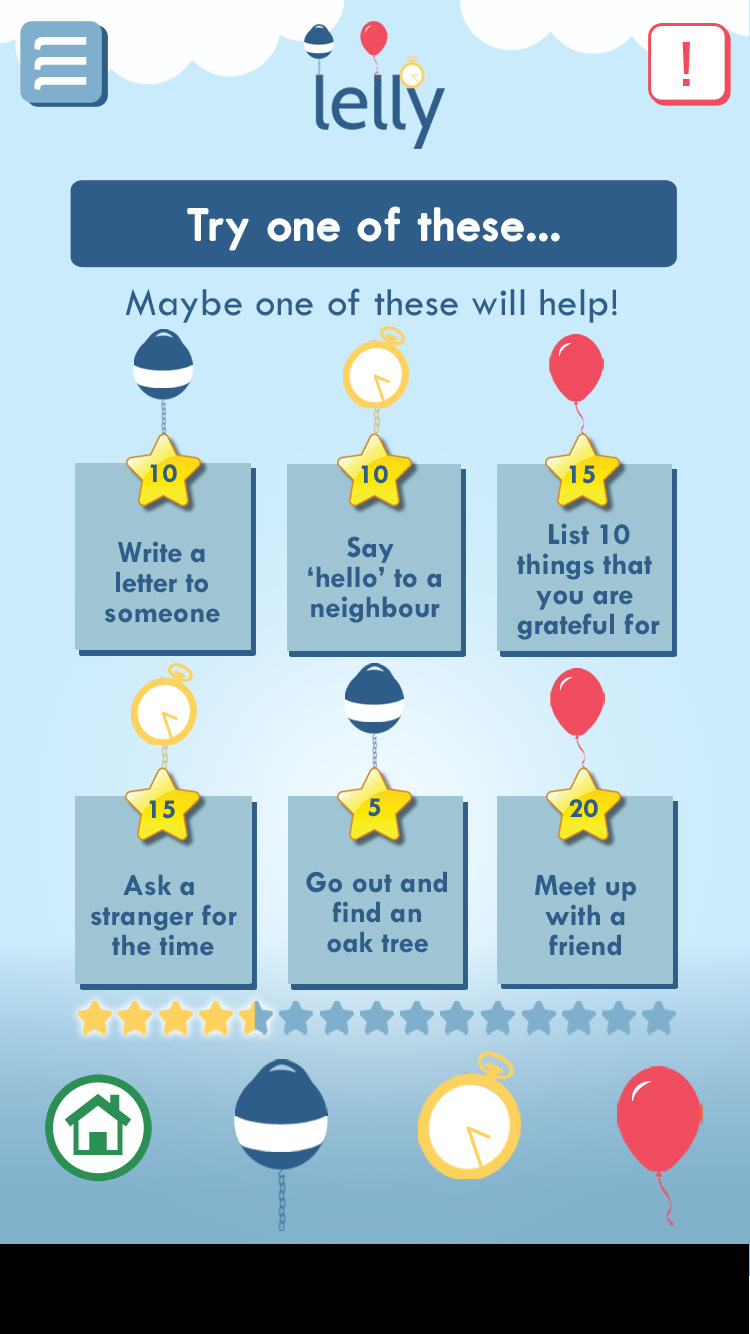 !
lelly
Try one of these...
Maybe one of these will help!
10
10
15
Write a
letter to
someone
Say
‘hello’ to a
neighbour
List 10
things that
you are
grateful for
15
5
20
Ask a
stranger for
the time
Go out and
find an
oak tree
Meet up
with a
friend